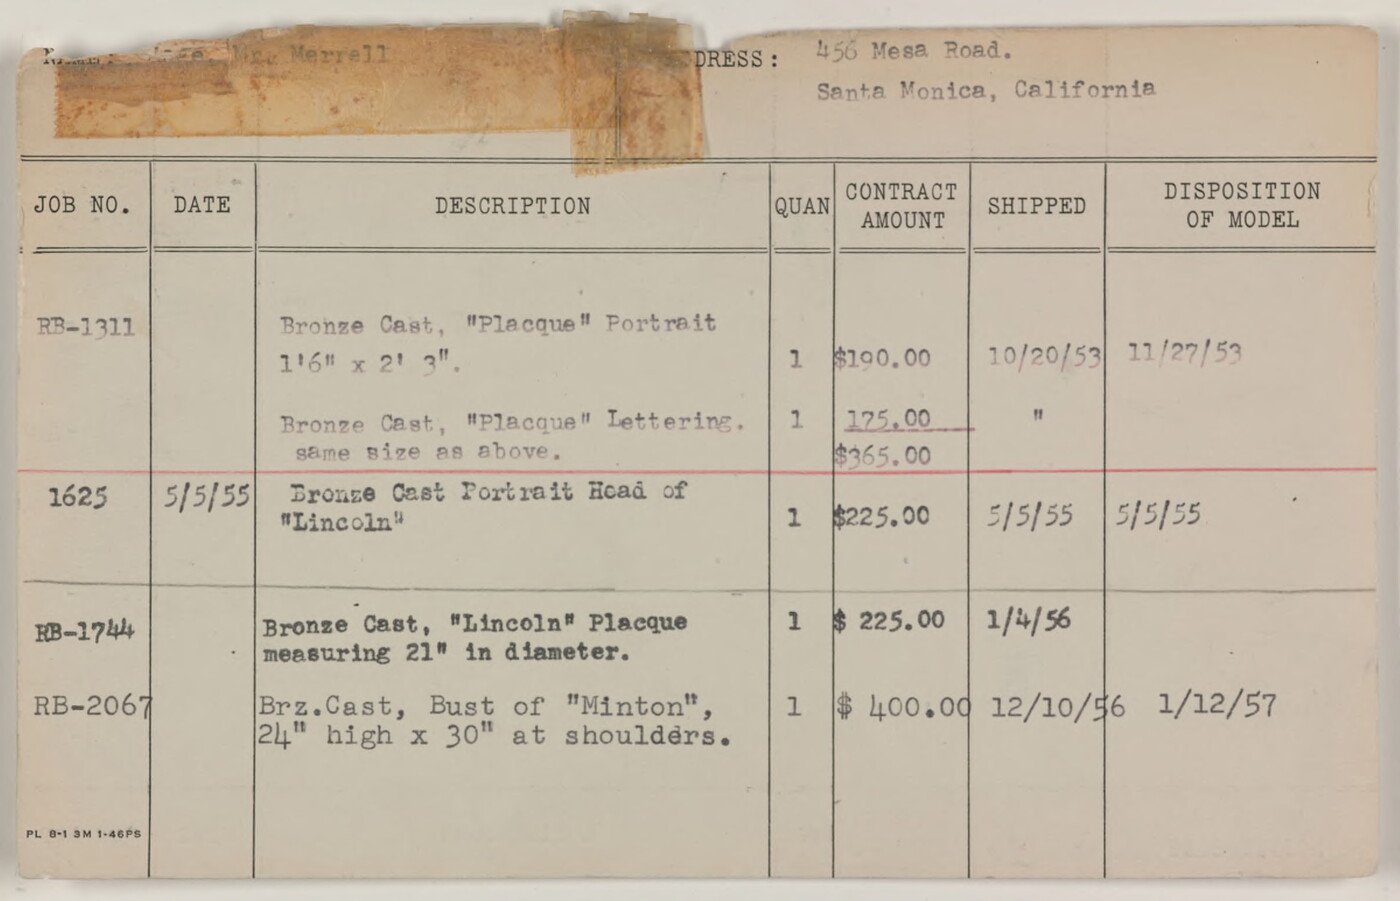 Mr. Merrell
DRESS: 456 Mesa Road.
Santa Monica, California
JOB NO. DATE DESCRIPTION QUAN CONTRACT AMOUNT SHIPPED DISPOSITION OF MODEL
RB-1311 Bronze Cast, "Placque" Portrait
1'6" x 2' 3". 1 $190.00 10/20/53 11/27/53
Bronze Cast, "Placque" Lettering. 1 175.00 "
same size as above. $365.00
1625 5/5/55 Bronze Cast Portrait Head of
"Lincoln" 1 $225.00 5/5/55 5/5/55
RB-1744 Bronze Cast, "Lincoln" Placque 1 $ 225.00 1/4/56
measuring 21" in diameter.
RB-2067 Brz.Cast, Bust of "Minton", 1 $ 400.00 12/10/56 1/12/57
24" high x 30" at shoulders.
PL 8-1 3M 1-46PS